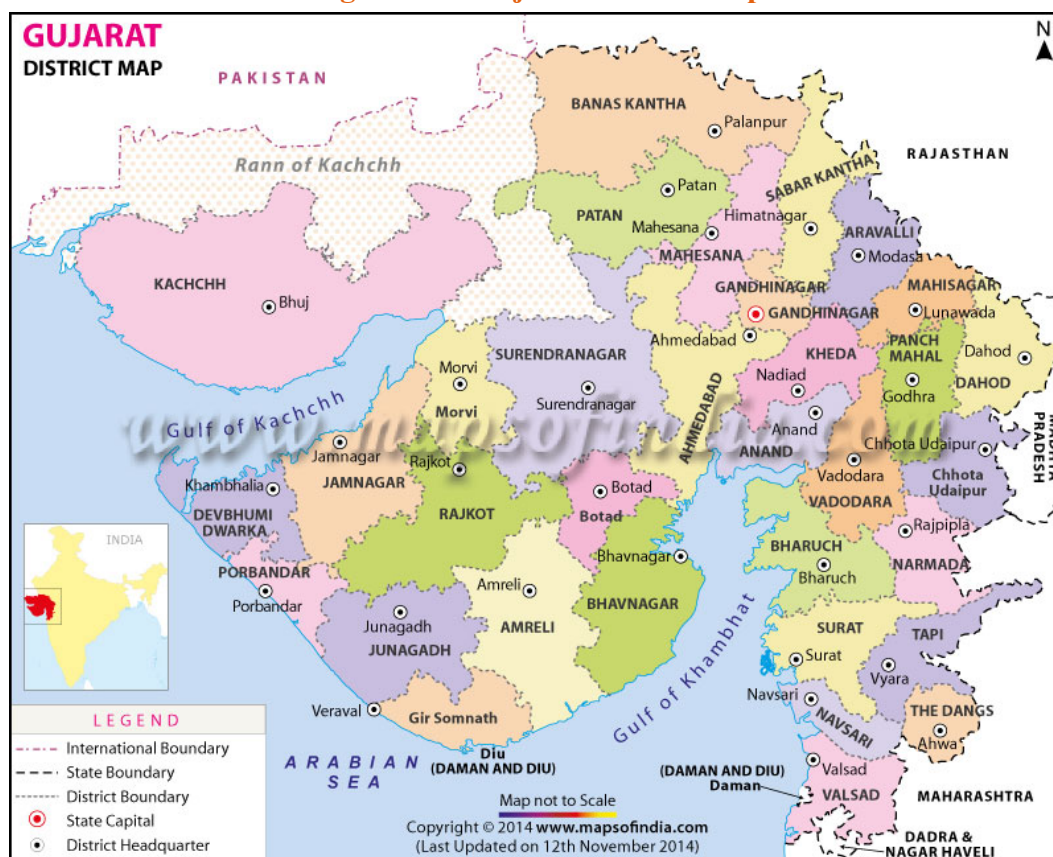 GUJARAT
DISTRICT MAP
N
PAKISTAN
BANAS KANTHA
Palanpur
Rann of Kachchh
RAJASTHAN
SABAR KANTHA
Patan
PATAN
Himatnagar
Mahesana
ARAVALLI
MAHESANA
Modasa
KACHCHH
GANDHINAGAR
MAHISAGAR
Bhuj
GANDHINAGAR
Lunawada
Ahmedabad
PANCH
MAHAL
SURENDRANAGAR
KHEDA
Dahod
Morvi
Nadiad
DAHOD
Surendranagar
Godhra
Morvi
Gulf of Kachchh
www.mapsofindia.com
AHMEDABAD
Anand
ANAND
Jamnagar
Chhota Udaipur
PRADESH
Rajkot
Vadodara
Chhota
Udaipur
JAMNAGAR
Khambhalia
Botad
VADODARA
DEVBHUMI
DWARKA
RAJKOT
Botad
Rajpipla
INDIA
BHARUCH
Bhavnagar
NARMADA
Bharuch
PORBANDAR
Porbandar
Amreli
BHAVNAGAR
Junagadh
AMRELI
SURAT
TAPI
JUNAGADH
Gulf of Khambhat
Surat
Vyara
Navsari
NAVSARI
Veraval
Gir Somnath
THE DANGS
Ahwa
LEGEND
International Boundary
State Boundary
District Boundary
State Capital
District Headquarter
ARABIAN
SEA
Diu
(DAMAN AND DIU)
(DAMAN AND DIU)
Daman
Valsad
VALSAD
MAHARASHTRA
Map not to Scale
Copyright © 2014 www.mapsofindia.com
(Last Updated on 12th November 2014)
DADRA &
NAGAR HAVELI